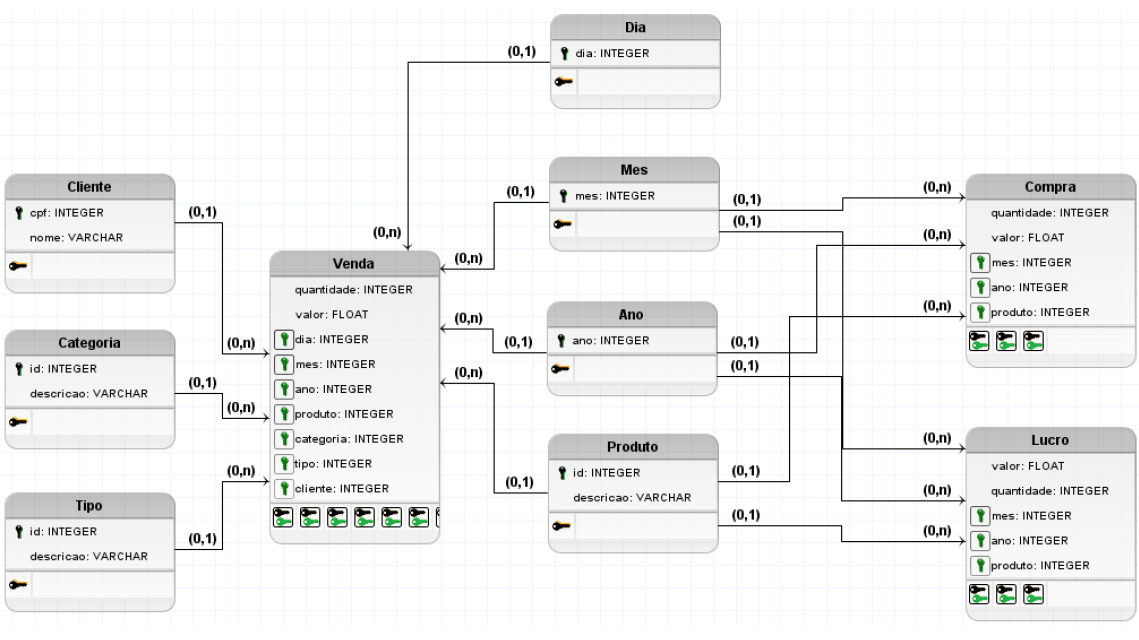 Dia
dia: INTEGER
(0,1)
(0,n)
Mes
mes: INTEGER
(0,1)
(0,n)
(0,1)
(0,n)
(0,1)
Cliente
cpf: INTEGER
nome: VARCHAR
(0,1)
(0,n)
Categoria
id: INTEGER
descricao: VARCHAR
(0,1)
(0,n)
Tipo
id: INTEGER
descricao: VARCHAR
(0,1)
(0,n)
Venda
quantidade: INTEGER
valor: FLOAT
dia: INTEGER
mes: INTEGER
ano: INTEGER
produto: INTEGER
categoria: INTEGER
tipo: INTEGER
cliente: INTEGER
Ano
ano: INTEGER
(0,n)
(0,1)
(0,1)
(0,n)
(0,1)
Produto
id: INTEGER
descricao: VARCHAR
(0,n)
(0,1)
(0,1)
(0,n)
(0,1)
Compra
quantidade: INTEGER
valor: FLOAT
mes: INTEGER
ano: INTEGER
produto: INTEGER
Lucro
valor: FLOAT
quantidade: INTEGER
mes: INTEGER
ano: INTEGER
produto: INTEGER
(0,n)
(0,n)
(0,n)